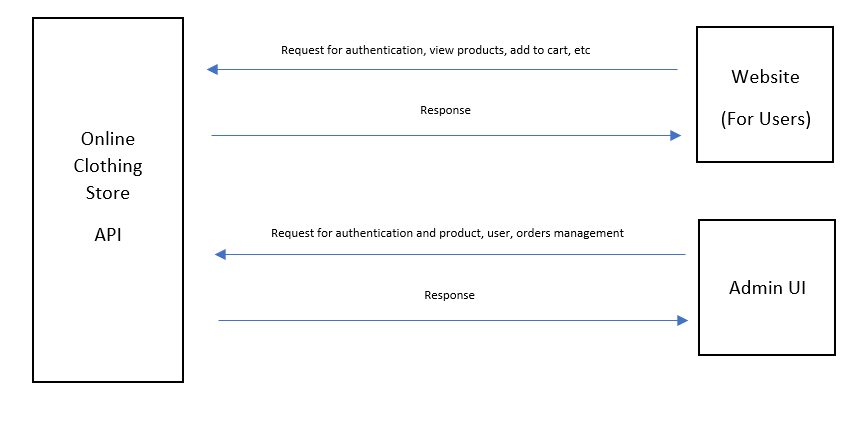 Request for authentication, view products, add to cart, etc
Website
(For Users)
Response
Online
Clothing
Store
API
Request for authentication and product, user, orders management
Response
Admin UI